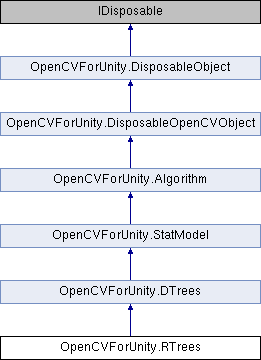 IDisposable
OpenCVForUnity.DisposableObject
OpenCVForUnity.DisposableOpenCVObject
OpenCVForUnity.Algorithm
OpenCVForUnity.StatModel
OpenCVForUnity.DTrees
OpenCVForUnity.RTrees